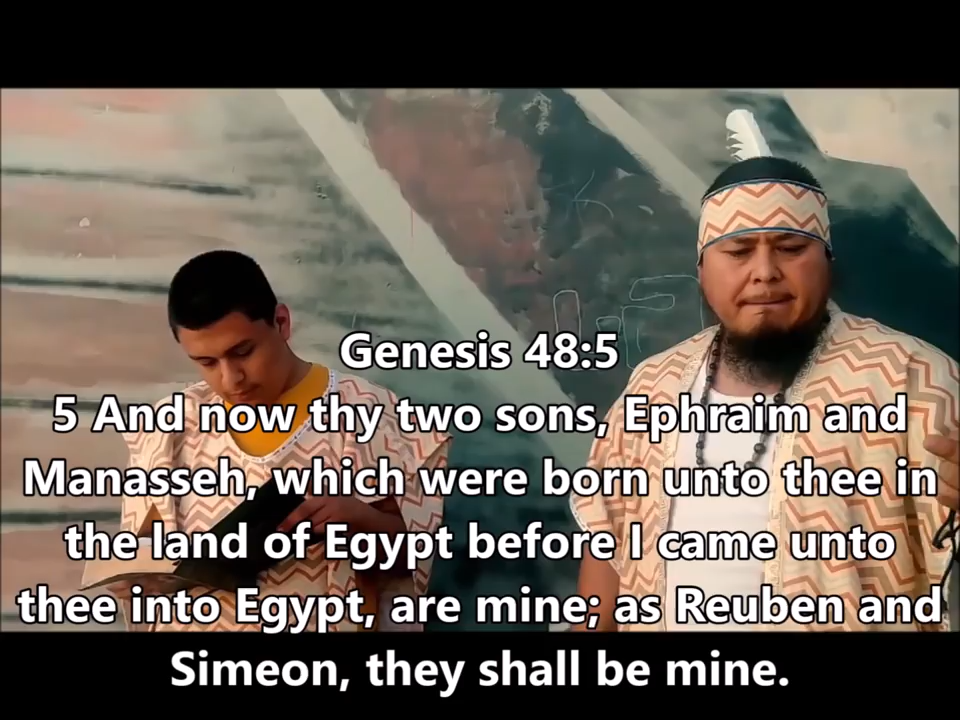 Genesis 48:5
5 And now thy two sons, Ephraim and
Manasseh, which were born unto thee in
the land of Egypt before I came unto
thee into Egypt, are mine; as Reuben and
Simeon, they shall be mine.